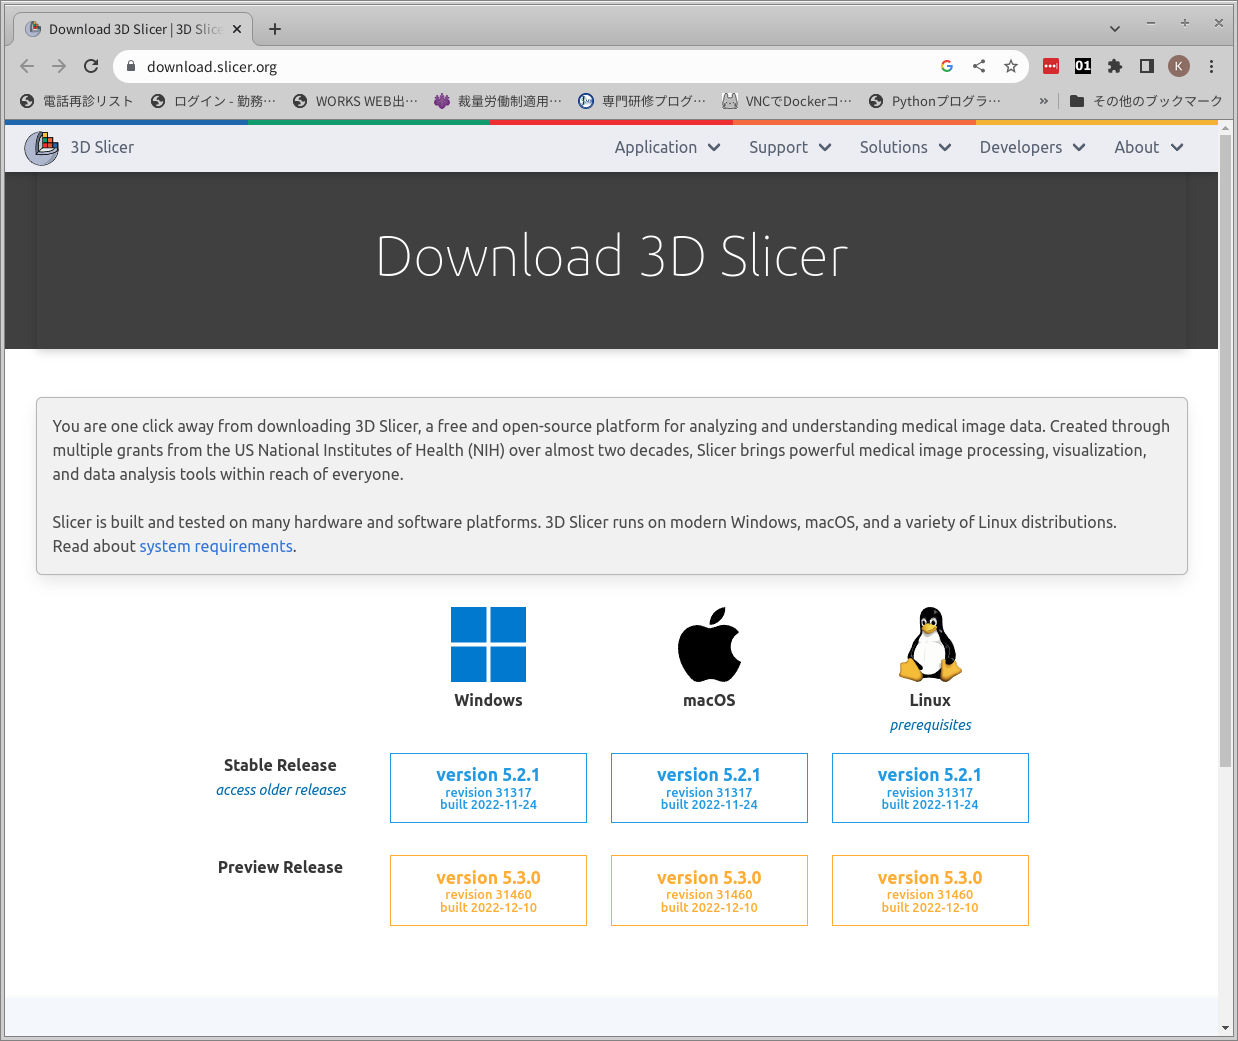 Download 3D Slicer | 3D Slice
download.slicer.org
K
電話再診リスト
ログイン - 勤務…
WORKS WEB出…
裁量労働制適用…
専門研修プログ…
VNCでDockerコ…
Pythonプログラ…
»
その他のブックマーク
3D Slicer
Application
Support
Solutions
Developers
About
Download 3D Slicer
You are one click away from downloading 3D Slicer, a free and open-source platform for analyzing and understanding medical image data. Created through
multiple grants from the US National Institutes of Health (NIH) over almost two decades, Slicer brings powerful medical image processing, visualization,
and data analysis tools within reach of everyone.
Slicer is built and tested on many hardware and software platforms. 3D Slicer runs on modern Windows, macOS, and a variety of Linux distributions.
Read about system requirements.
Windows
macOS
Linux
prerequisites
Stable Release
access older releases
version 5.2.1
revision 31317
built 2022-11-24
version 5.2.1
revision 31317
built 2022-11-24
version 5.2.1
revision 31317
built 2022-11-24
Preview Release
version 5.3.0
revision 31460
built 2022-12-10
version 5.3.0
revision 31460
built 2022-12-10
version 5.3.0
revision 31460
built 2022-12-10